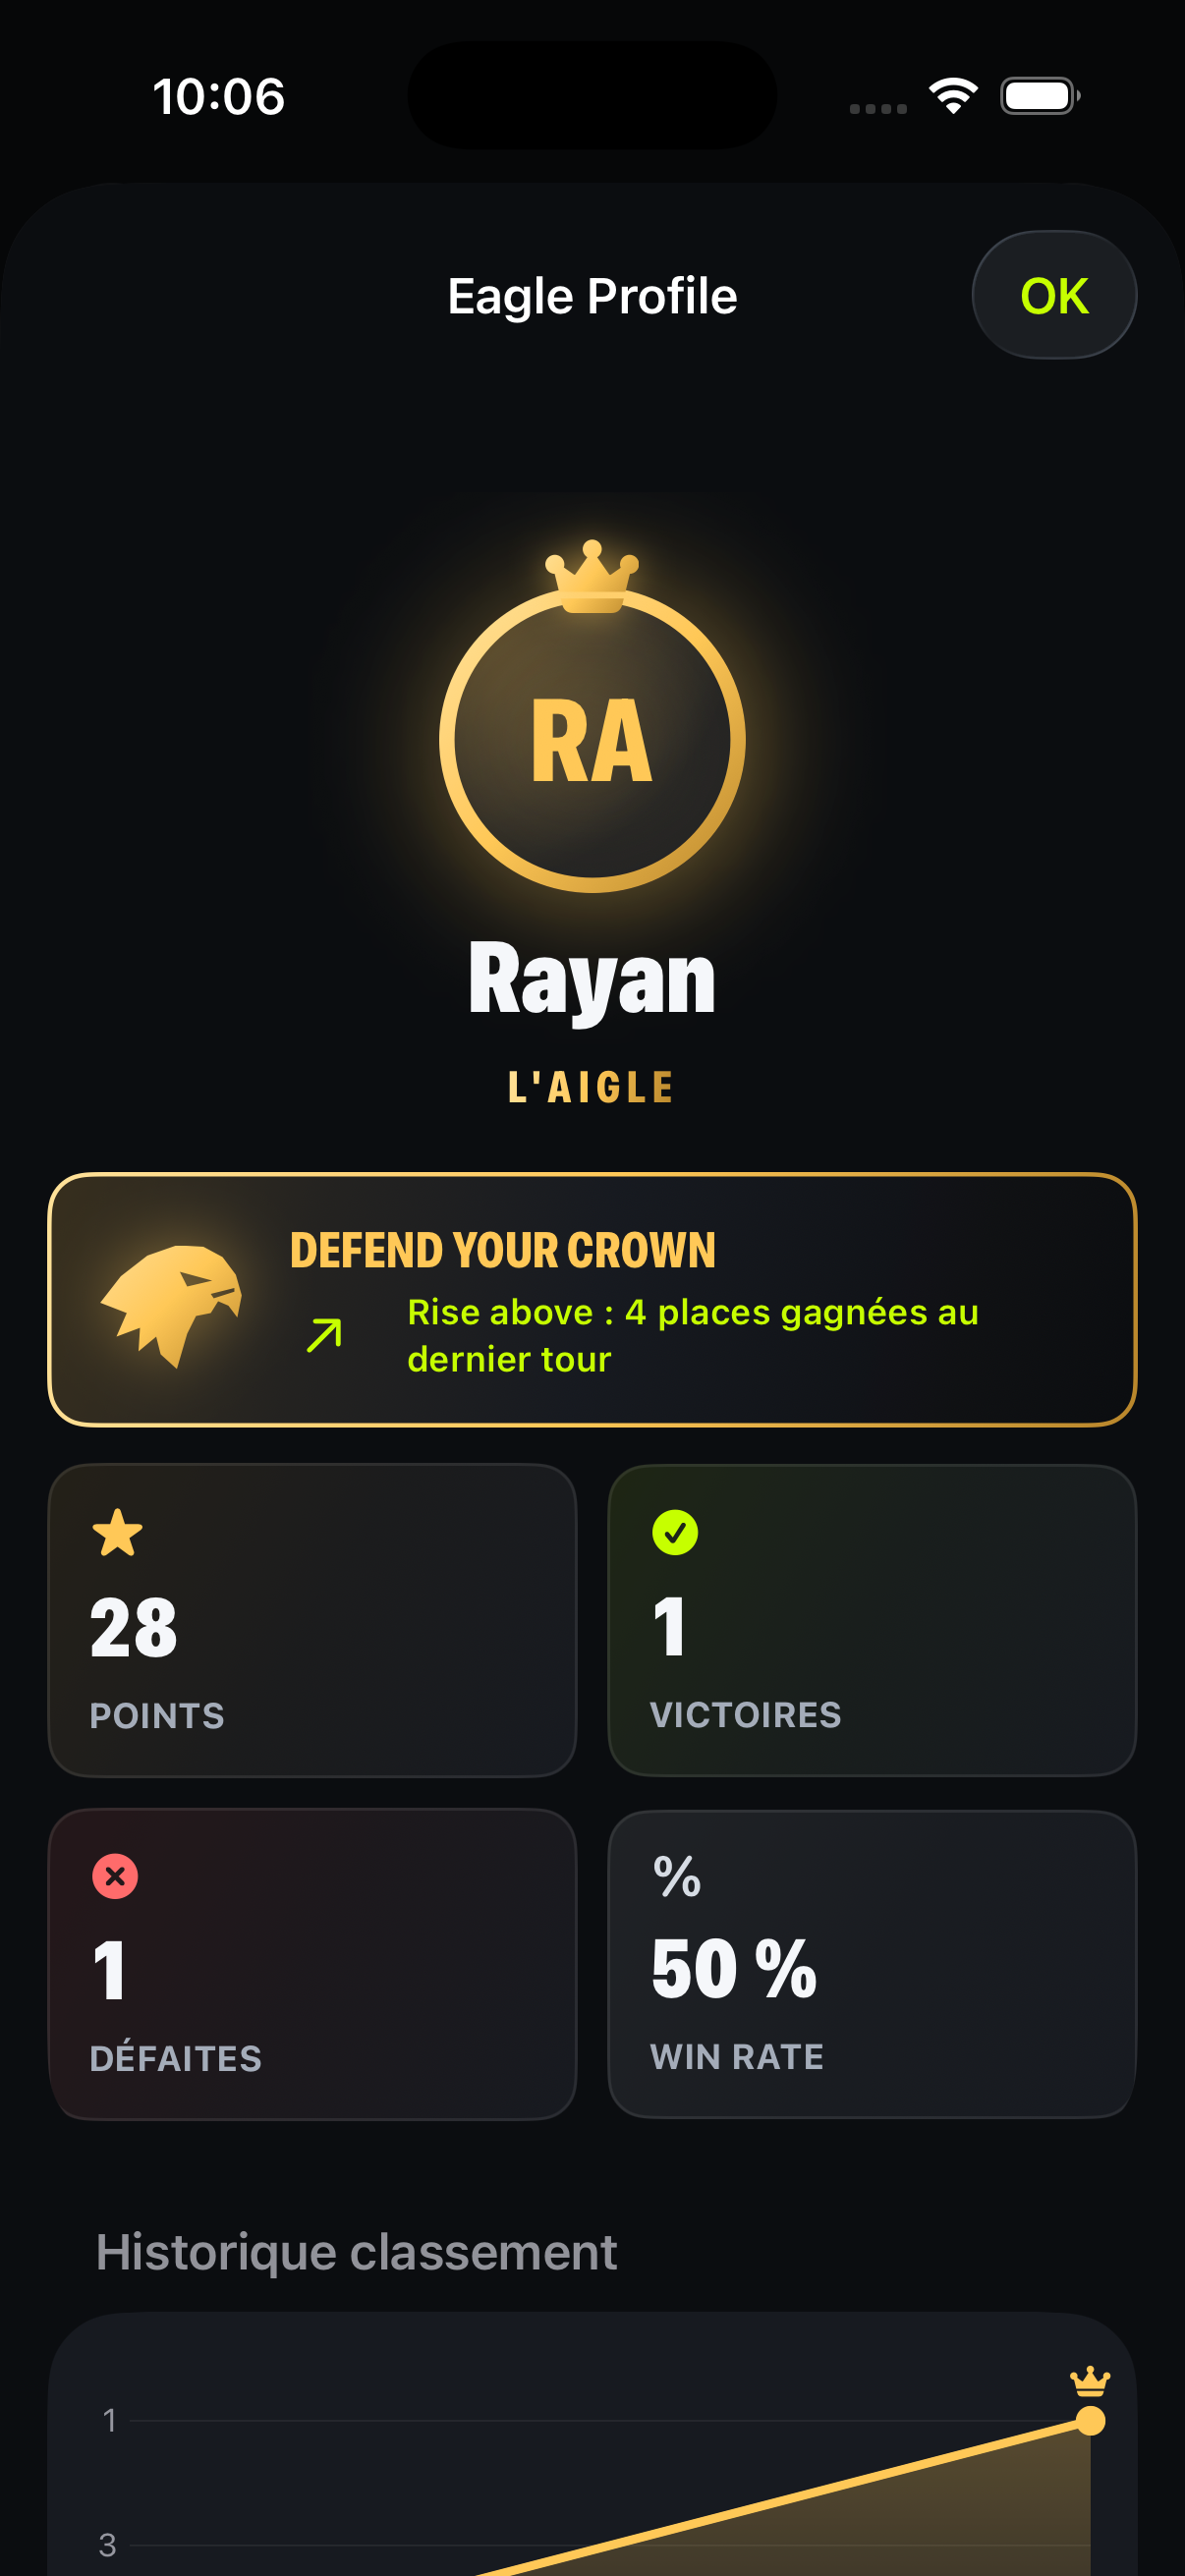 10:06
Eagle Profile
OK
RA
Rayan
L'AIGLE
DEFEND YOUR CROWN
Rise above : 4 places gagnées au
dernier tour
28
POINTS
1
VICTOIRES
1
DÉFAITES
%
50 %
WIN RATE
Historique classement
1
3